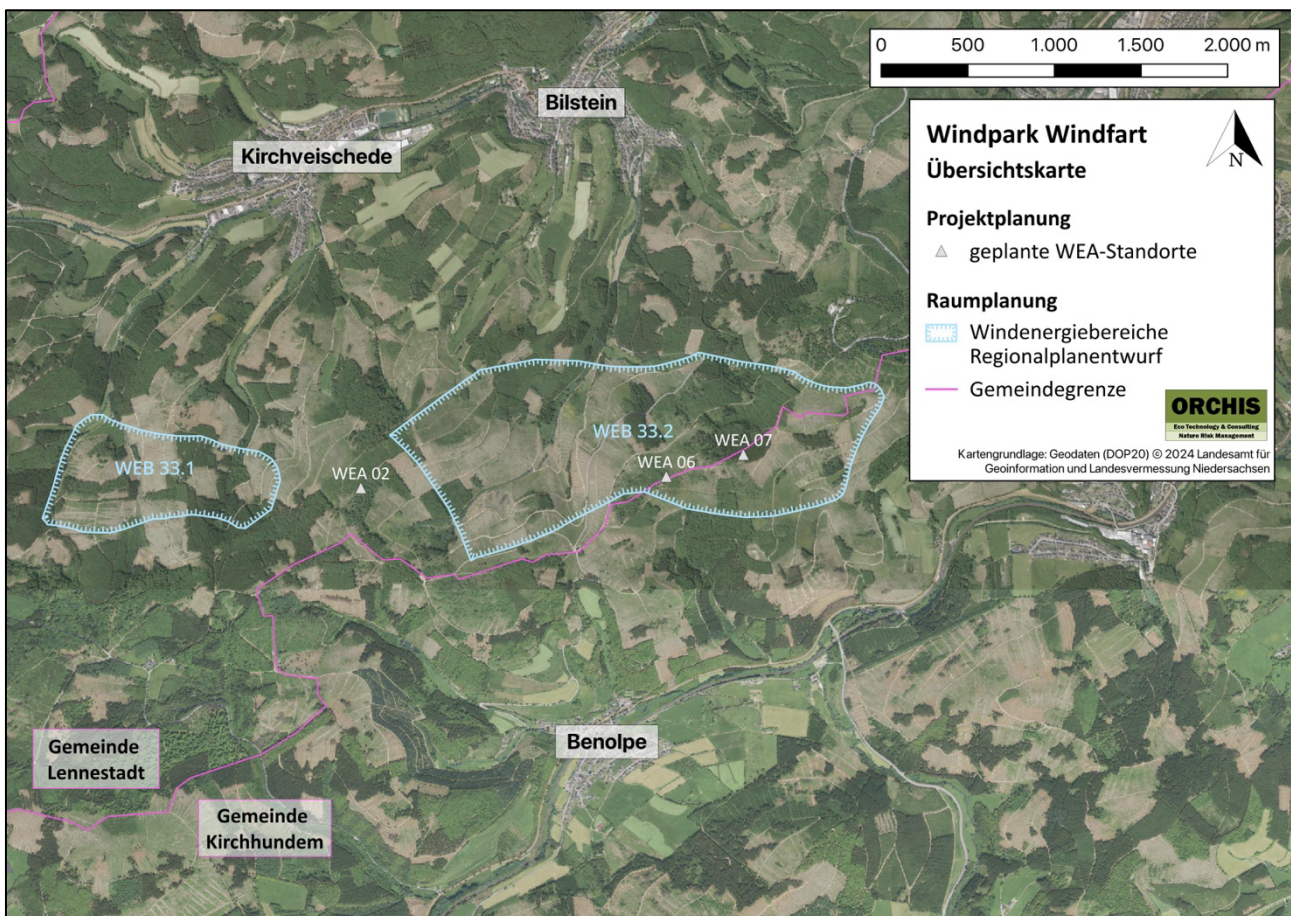 0 500 1.000 1.500 2.000 m
Windpark Windfart
Übersichtskarte
N
Projektplanung
geplante WEA-Standorte
Raumplanung
Windenergiebereiche
Regionalplanentwurf
Gemeindegrenze
ORCHIS
Eco Technology & Consulting
Nature Risk Management
Kartengrundlage: Geodaten (DOP20) © 2024 Landesamt für
Geoinformation und Landesvermessung Niedersachsen
Bilstein
Kirchveischede
WEB 33.1
WEA 02
WEB 33.2
WEA 07
WEA 06
Benolpe
Gemeinde
Lennestadt
Gemeinde
Kirchhundem